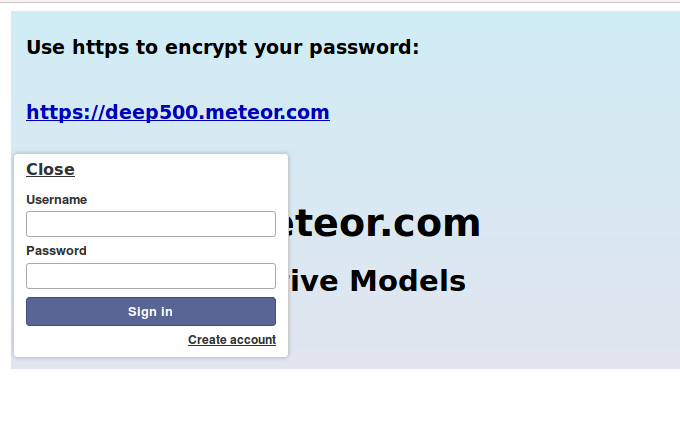 Use https to encrypt your password:
https://deep500.meteor.com
Close
Username
eteor.com
Password
ive Models
Sign in
Create account